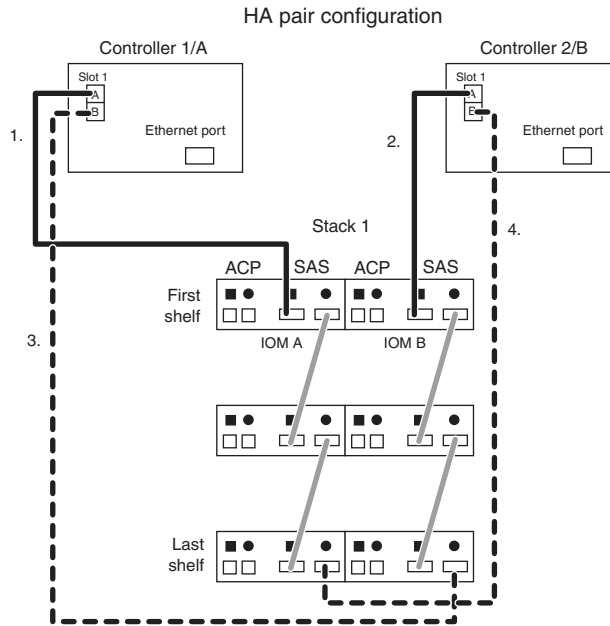 HA pair configuration
Controller 1/A
Controller 2/B
Slot 1
A
B
Ethernet port
Slot 1
A
B
Ethernet port
1.
2.
3.
4.
Stack 1
ACP SAS ACP SAS
First
shelf
IOM A
IOM B
Last
shelf